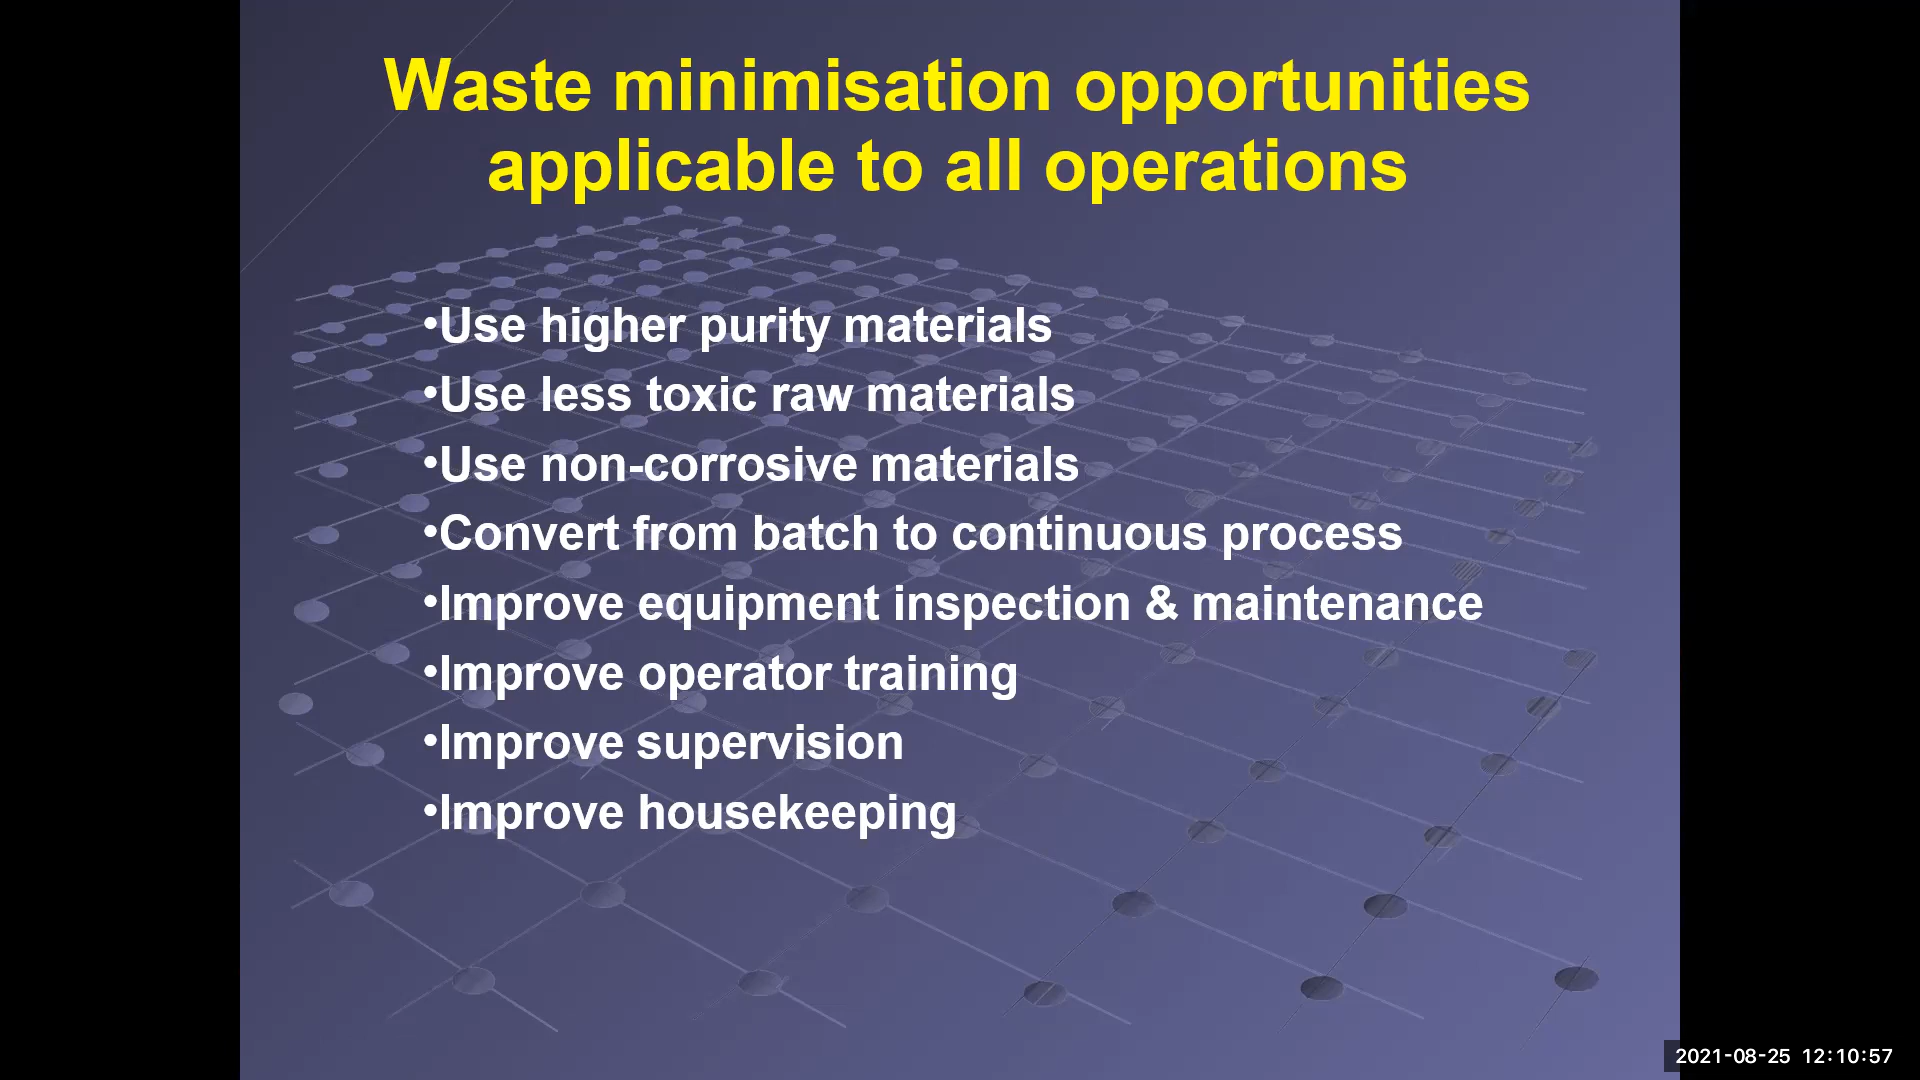 Waste minimisation opportunities
applicable to all operations
•Use higher purity materials
•Use less toxic raw materials
•Use non-corrosive materials
•Convert from batch to continuous process
•Improve equipment inspection & maintenance
•Improve operator training
•Improve supervision
•Improve housekeeping
2021-08-25 12:10:57